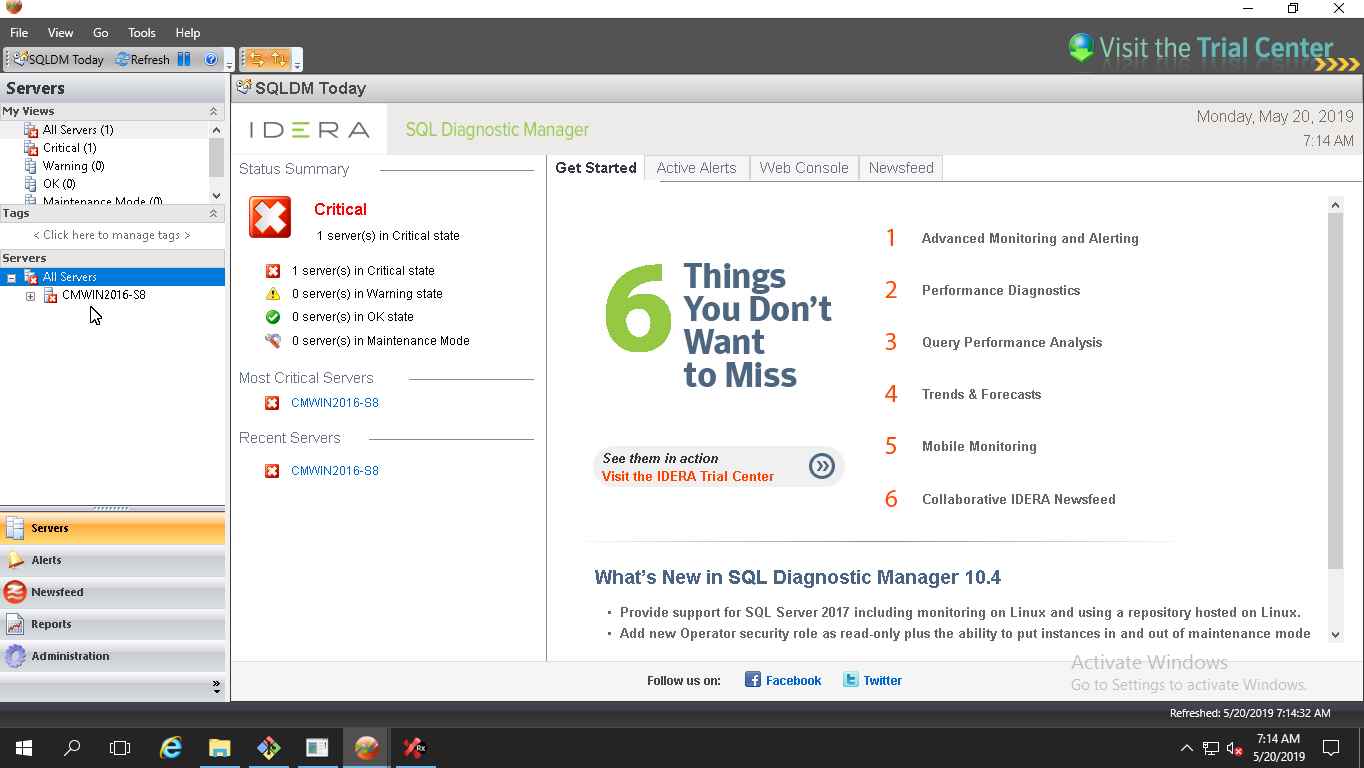 File View Go Tools Help
SQLDM Today Refresh
Visit the Trial Center
Servers
My Views
All Servers (1)
Critical (1)
Warning (0)
OK (0)
Maintenance Mode (0)
Tags
< Click here to manage tags >
Servers
All Servers
CMWIN2016-S8
Servers
Alerts
Newsfeed
Reports
Administration
SQLDM Today
IDERA SQL Diagnostic Manager
Monday, May 20, 2019
7:14 AM
Status Summary
Critical
1 server(s) in Critical state
1 server(s) in Critical state
0 server(s) in Warning state
0 server(s) in OK state
0 server(s) in Maintenance Mode
Most Critical Servers
CMWIN2016-S8
Recent Servers
CMWIN2016-S8
Get Started Active Alerts Web Console Newsfeed
6 Things
You Don't
Want
to Miss
See them in action
Visit the IDERA Trial Center
1 Advanced Monitoring and Alerting
2 Performance Diagnostics
3 Query Performance Analysis
4 Trends & Forecasts
5 Mobile Monitoring
6 Collaborative IDERA Newsfeed
What's New in SQL Diagnostic Manager 10.4
• Provide support for SQL Server 2017 including monitoring on Linux and using a repository hosted on Linux.
• Add new Operator security role as read-only plus the ability to put instances in and out of maintenance mode
Activate Windows
Go to Settings to activate Windows.
Follow us on: Facebook Twitter
Refreshed: 5/20/2019 7:14:32 AM
Rx
7:14 AM
5/20/2019